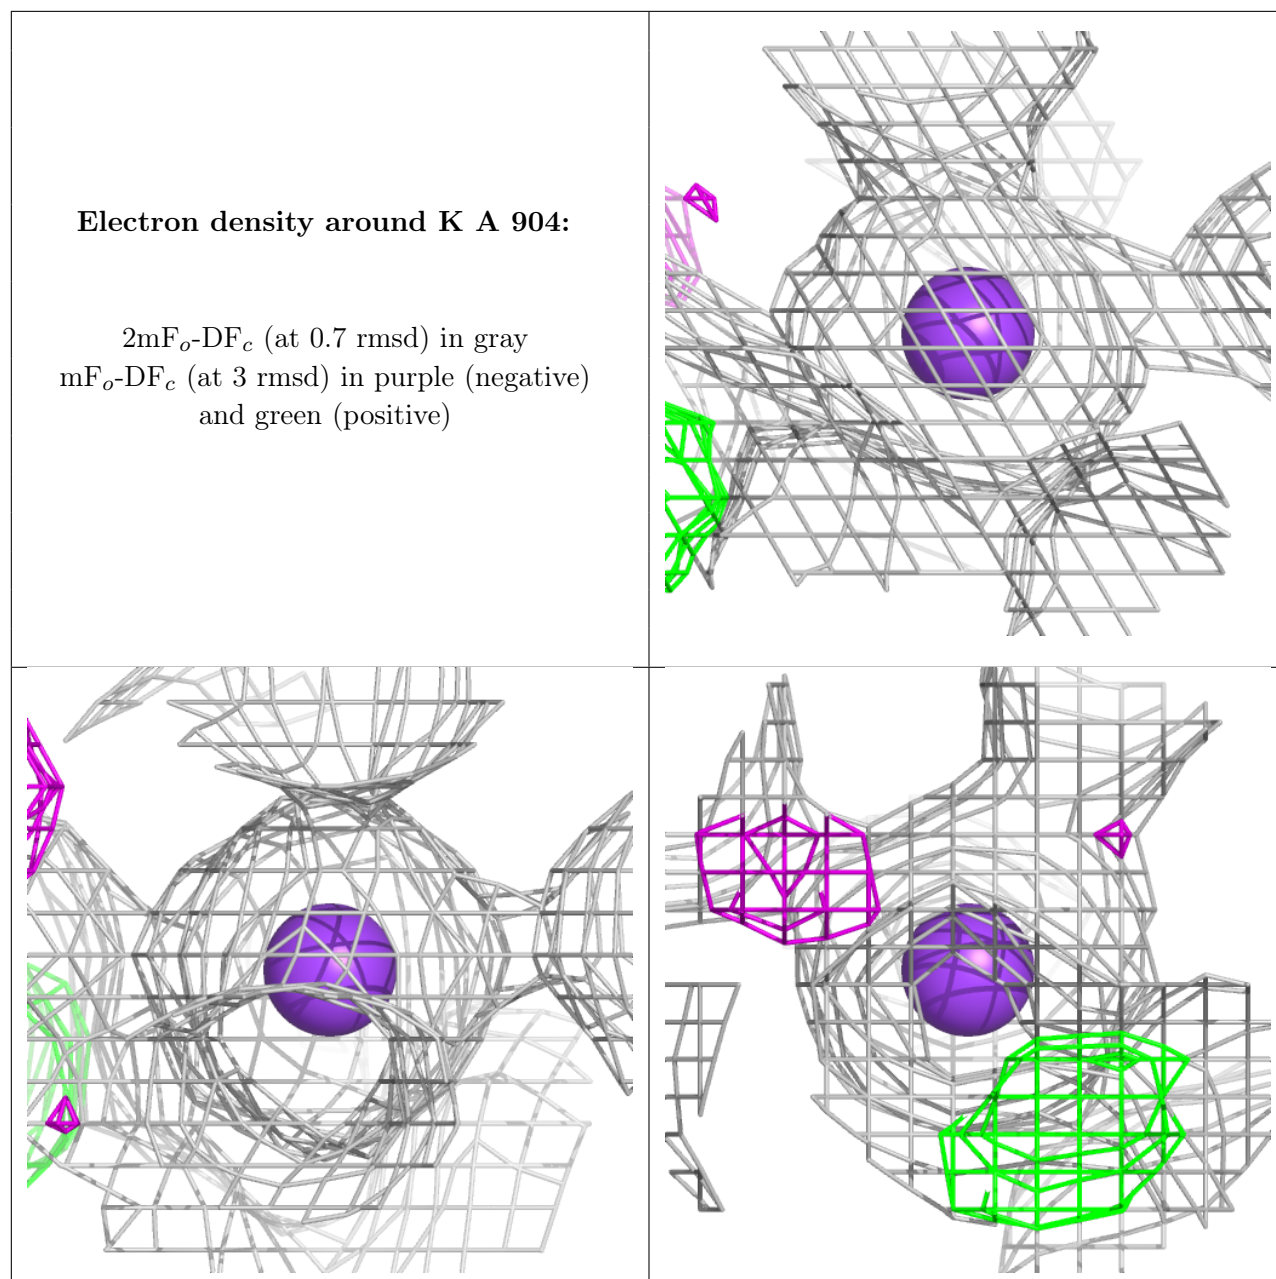 Electron density around K A 904:
2mFo-DFc (at 0.7 rmsd) in gray
mFo-DFc (at 3 rmsd) in purple (negative)
and green (positive)